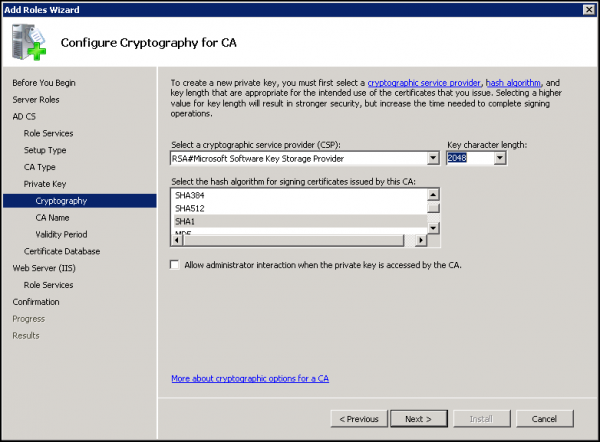 Add Roles Wizard
Configure Cryptography for CA
Before You Begin
Server Roles
AD CS
Role Services
Setup Type
CA Type
Private Key
Cryptography
CA Name
Validity Period
Certificate Database
Web Server (IIS)
Role Services
Confirmation
Progress
Results
To create a new private key, you must first select a cryptographic service provider, hash algorithm, and
key length that are appropriate for the intended use of the certificates that you issue. Selecting a higher
value for key length will result in stronger security, but increase the time needed to complete signing
operations.
Select a cryptographic service provider (CSP):
Key character length:
RSA#Microsoft Software Key Storage Provider
2048
Select the hash algorithm for signing certificates issued by this CA:
SHA384
SHA512
SHA1
MD5
Allow administrator interaction when the private key is accessed by the CA.
More about cryptographic options for a CA
< Previous
Next >
Install
Cancel